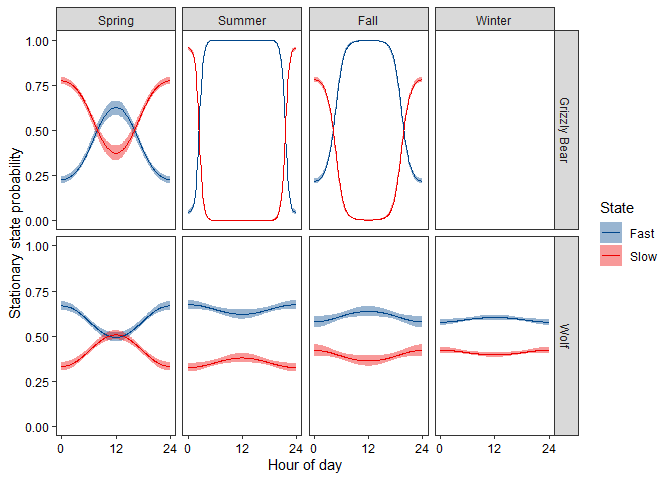 Spring Summer Fall Winter
1.00
0.75
0.50
0.25
0.00
Grizzly Bear
1.00
0.75
0.50
0.25
0.00
Wolf
Stationary state probability
0 12 24 0 12 24 0 12 24 0 12 24
Hour of day
State
Fast
Slow